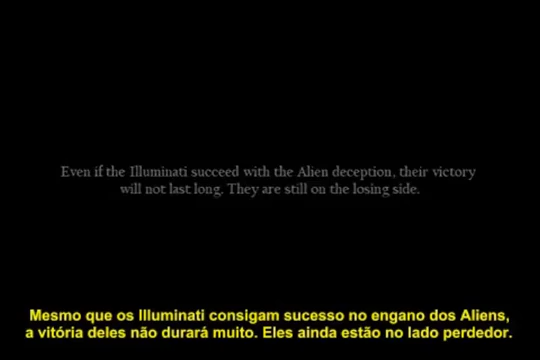 Even if the Illuminati succeed with the Alien deception, their victory
will not last long. They are still on the losing side.
Mesmo que os Illuminati consigam sucesso no engano dos Aliens,
a vitória deles não durará muito. Eles ainda estão no lado perdedor.